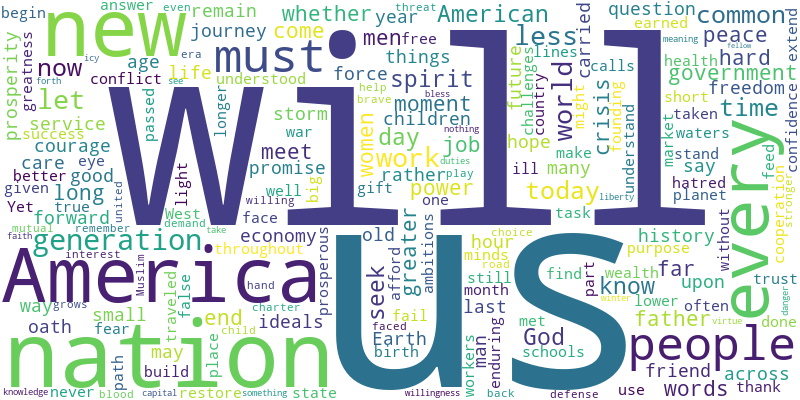 begin
answer
even
remain
whether
year
threat
American
question
common
icy
era
new
journey
come
men
free
less
earned
peace
extend
greatness
now
age
conflict
life
understood
must
will
things
lines
calls
carried
hard
health
government
prosperity
let
forth
see
force
spirit
future
challenges
country
world
might
founding
crisis
freedom
confidence
success
service
passed
longer
storm
help
brave
bless
moment
meaning
fellow
short
time
courage
war
women
children
nothing
hope
understand
market
taken
waters
care
eye
day
job
duties
play
make
stand
say
feed
better
good
light
meet
promise
work
rather
ill
many
hatred
planet
given
long
willing
well
gift
big
power
today
liberty
without
cooperation
stronger
Yet
true
united
West
face
one
task
every
mutual
forward
remember
demand
take
economy
old
greater
hour
choice
history
purpose
faith
generation
throughout
ambitions
minds
road
know
upon
trust
interest
Muslim
America
prosperous
us
afford
still
find
wealth
far
danger
way
grows
traveled
false
end
hand
seek
month
part
lower
often
small
oath
fear
charter
ideals
fail
last
met
God
winter
father
done
nation
may
place
child
Earth
faced
enduring
man
schools
people
virtue
path
build
birth
workers
friend
across
knowledge
never
blood
capital
restore
something
state
willingness
back
defense
use
words
thank